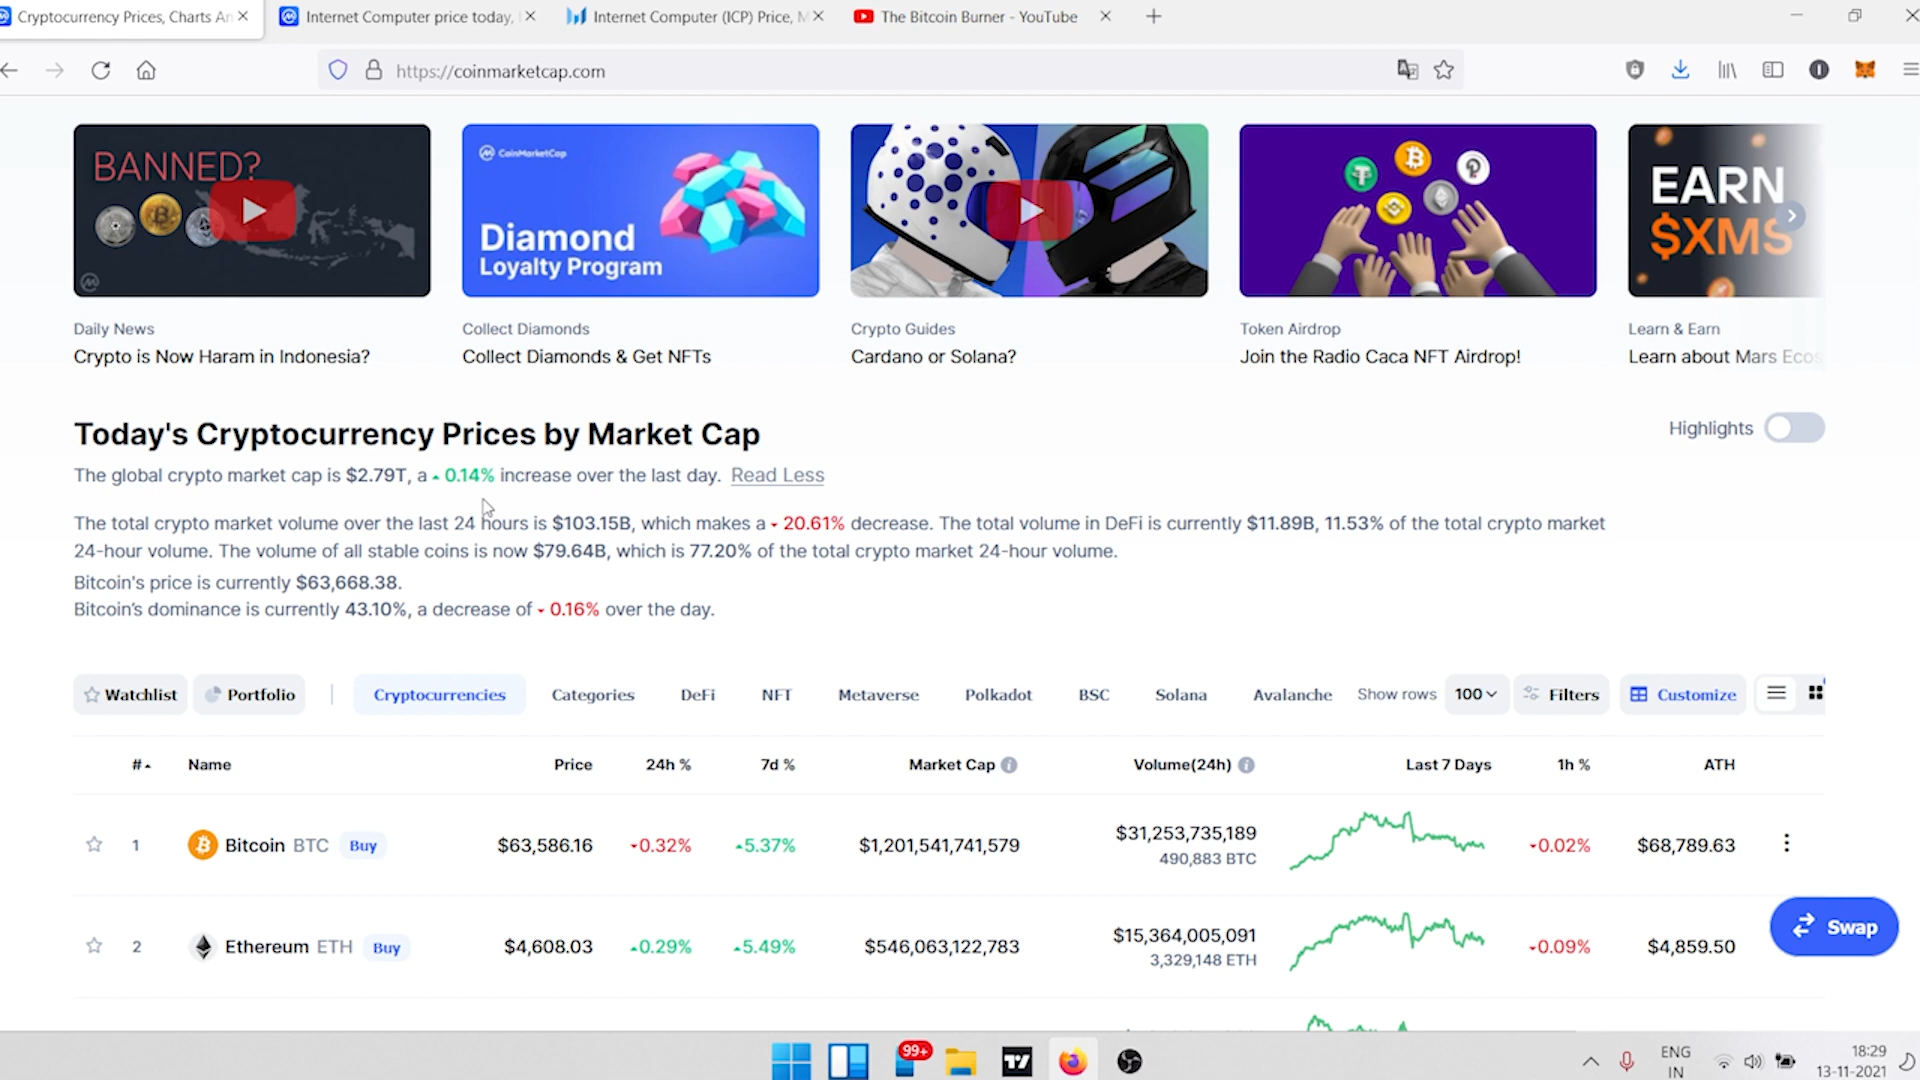 Cryptocurrency Prices, Charts An
Internet Computer price today,
Internet Computer (ICP) Price, M
The Bitcoin Burner - YouTube
https://coinmarketcap.com
BANNED?
CoinMarketCap
Diamond
Loyalty Program
EARN
$XMS
Daily News
Crypto is Now Haram in Indonesia?
Collect Diamonds
Collect Diamonds & Get NFTs
Crypto Guides
Cardano or Solana?
Token Airdrop
Join the Radio Caca NFT Airdrop!
Learn & Earn
Learn about Mars Ecos
Today's Cryptocurrency Prices by Market Cap
Highlights
The global crypto market cap is $2.79T, a 0.14% increase over the last day. Read Less
The total crypto market volume over the last 24 hours is $103.15B, which makes a 20.61% decrease. The total volume in DeFi is currently $11.89B, 11.53% of the total crypto market
24-hour volume. The volume of all stable coins is now $79.64B, which is 77.20% of the total crypto market 24-hour volume.
Bitcoin's price is currently $63,668.38.
Bitcoin's dominance is currently 43.10%, a decrease of 0.16% over the day.
Watchlist Portfolio Cryptocurrencies Categories DeFi NFT Metaverse Polkadot BSC Solana Avalanche Show rows 100 Filters Customize
# Name Price 24h % 7d % Market Cap Volume(24h) Last 7 Days 1h % ATH
1 Bitcoin BTC Buy $63,586.16 0.32% 5.37% $1,201,541,741,579 $31,253,735,189 0.02% $68,789.63
490,883 BTC
2 Ethereum ETH Buy $4,608.03 0.29% 5.49% $546,063,122,783 $15,364,005,091 0.09% $4,859.50
3,329,148 ETH
Swap
99+
ENG
IN
18:29
13-11-2021